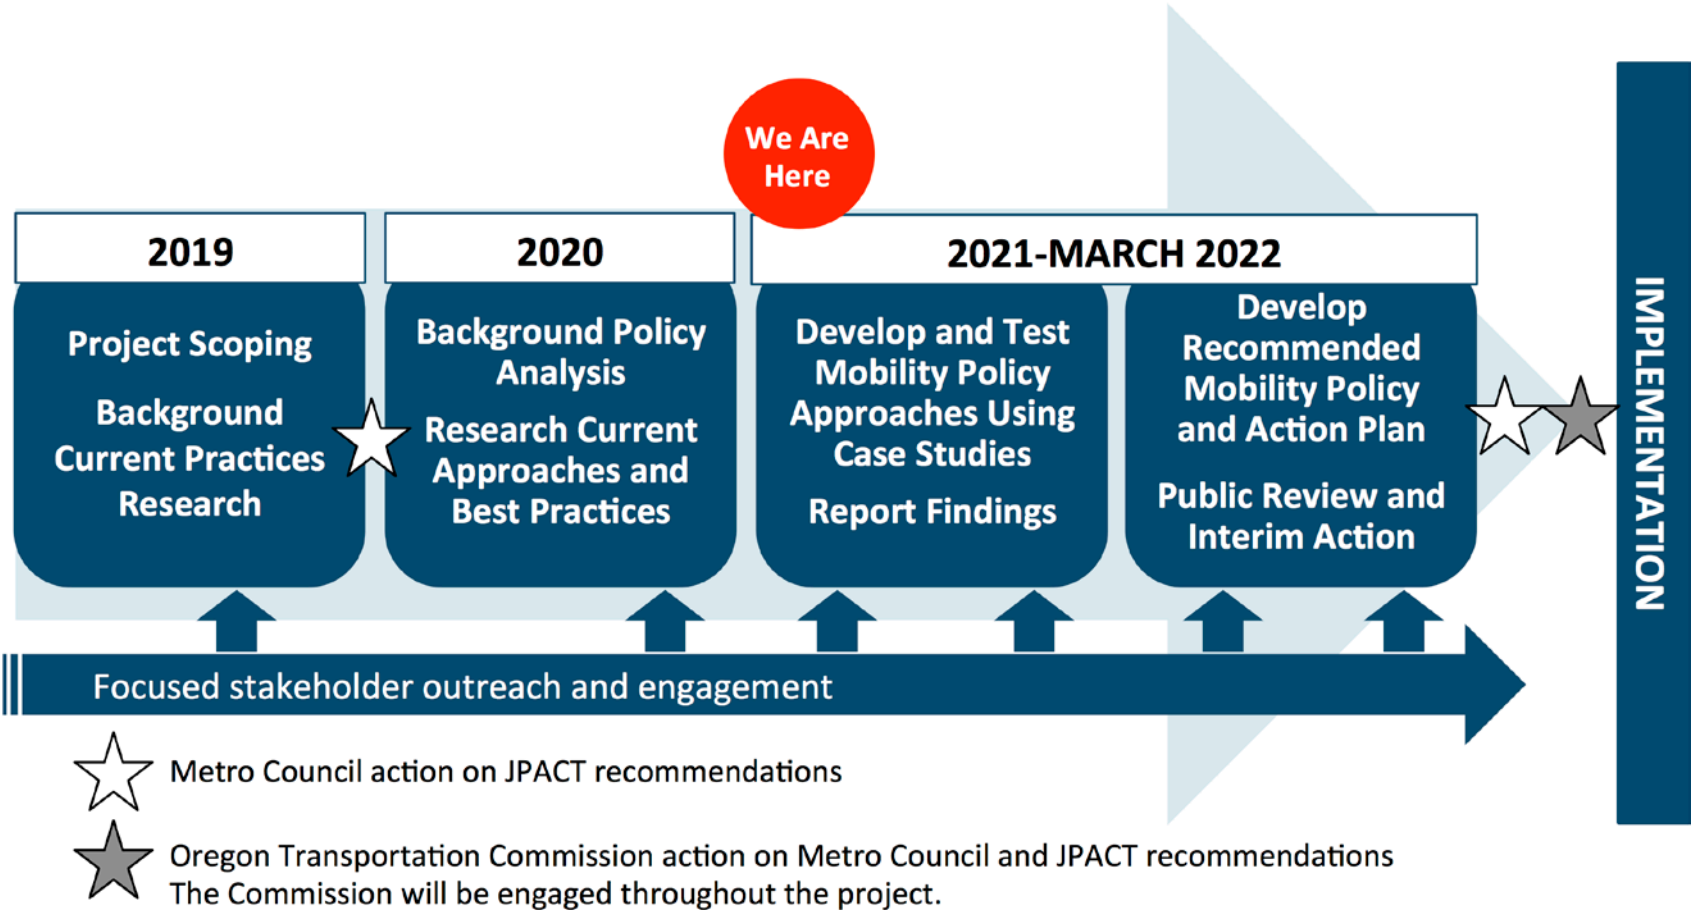 We Are
Here
2019
2020
2021-MARCH 2022
Project Scoping
Background
Current Practices
Research
Background Policy
Analysis
Research Current
Approaches and
Best Practices
Develop and Test
Mobility Policy
Approaches Using
Case Studies
Report Findings
Develop
Recommended
Mobility Policy
and Action Plan
Public Review and
Interim Action
IMPLEMENTATION
Focused stakeholder outreach and engagement
Metro Council action on JPACT recommendations
Oregon Transportation Commission action on Metro Council and JPACT recommendations
The Commission will be engaged throughout the project.